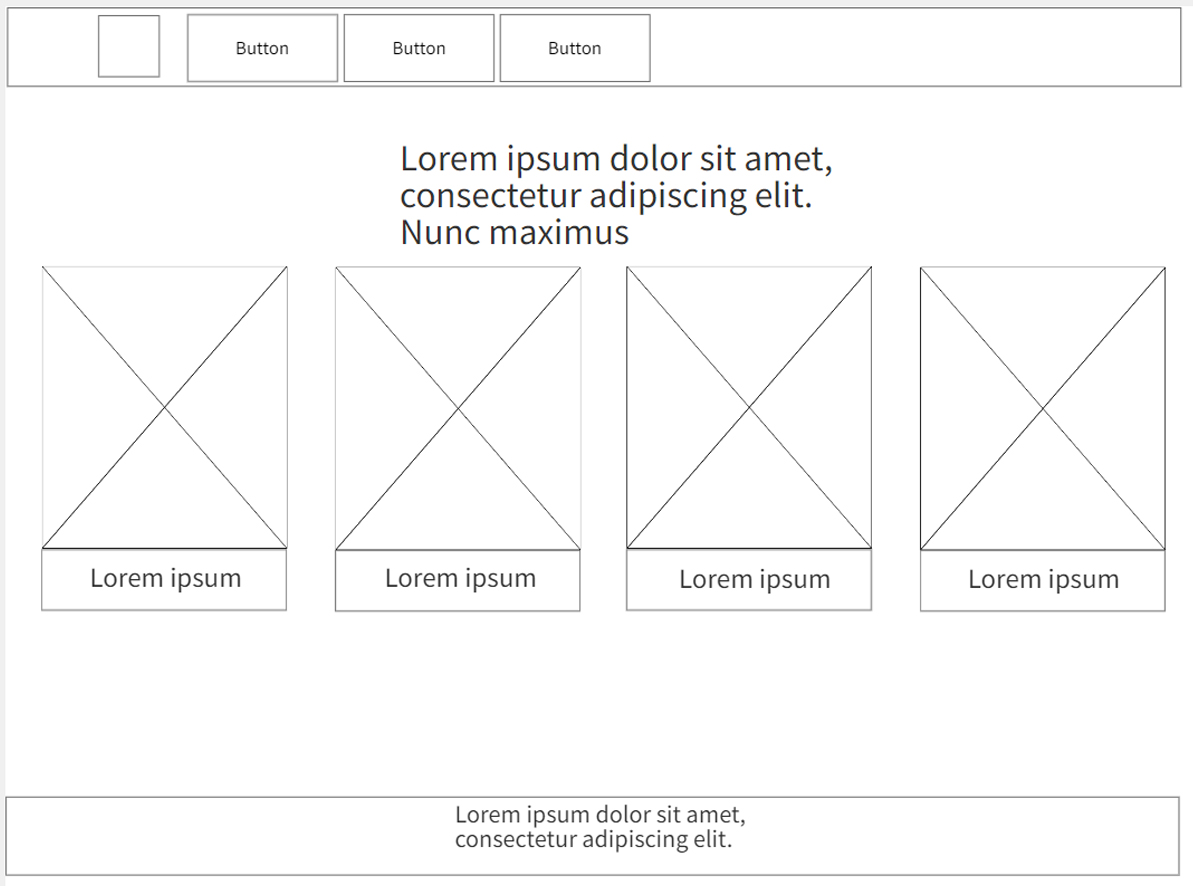 Button Button Button
Lorem ipsum dolor sit amet,
consectetur adipiscing elit.
Nunc maximus
Lorem ipsum Lorem ipsum Lorem ipsum Lorem ipsum
Lorem ipsum dolor sit amet,
consectetur adipiscing elit.